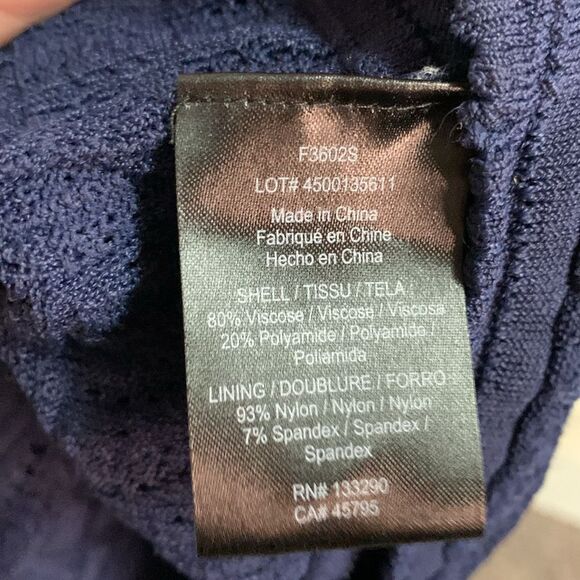 F3602S
LOT# 4500135611
Made in China
Fabriqué en Chine
Hecho en China
SHELL / TISSU / TELA
80% Viscose / Viscose / Viscosa
20% Polyamide / Polyamide /
Poliamida
LINING / DOUBLURE / FORRO
93% Nylon / Nylon / Nylon
7% Spandex / Spandex /
Spandex
RN# 133290
CA# 45795